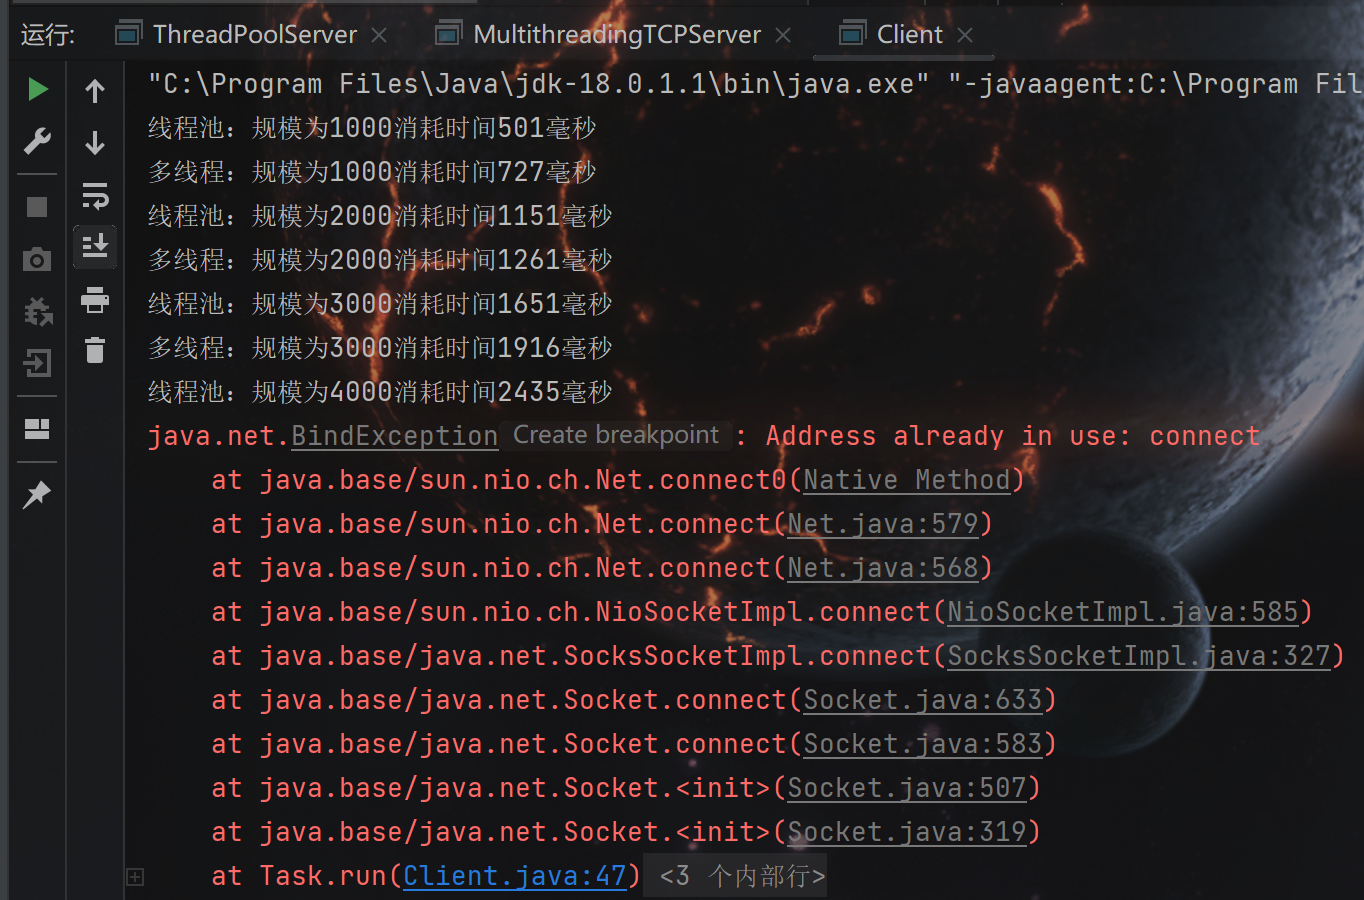 运行: ThreadPoolServer MultithreadingTCPServer Client
"C:\Program Files\Java\jdk-18.0.1.1\bin\java.exe" "-javaagent:C:\Program Fil
线程池：规模为1000消耗时间501毫秒
多线程：规模为1000消耗时间727毫秒
线程池：规模为2000消耗时间1151毫秒
多线程：规模为2000消耗时间1261毫秒
线程池：规模为3000消耗时间1651毫秒
多线程：规模为3000消耗时间1916毫秒
线程池：规模为4000消耗时间2435毫秒
java.net.BindException Create breakpoint : Address already in use: connect
at java.base/sun.nio.ch.Net.connect0(Native Method)
at java.base/sun.nio.ch.Net.connect(Net.java:579)
at java.base/sun.nio.ch.Net.connect(Net.java:568)
at java.base/sun.nio.ch.NioSocketImpl.connect(NioSocketImpl.java:585)
at java.base/java.net.SocksSocketImpl.connect(SocksSocketImpl.java:327)
at java.base/java.net.Socket.connect(Socket.java:633)
at java.base/java.net.Socket.connect(Socket.java:583)
at java.base/java.net.Socket.<init>(Socket.java:507)
at java.base/java.net.Socket.<init>(Socket.java:319)
at Task.run(Client.java:47) <3 个内部行>